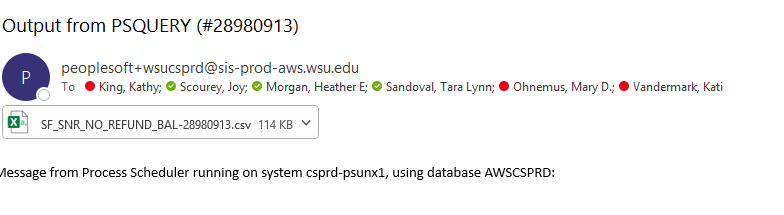 Output from PSQUERY (#28980913)
P
peoplesoft+wsucsprd@sis-prod-aws.wsu.edu
To King, Kathy; Scourey, Joy; Morgan, Heather E; Sandoval, Tara Lynn; Ohnemus, Mary D.; Vandermark, Kati
SF_SNR_NO_REFUND_BAL-28980913.csv 114 KB
Message from Process Scheduler running on system csprd-psunx1, using database AWSCSPRD: